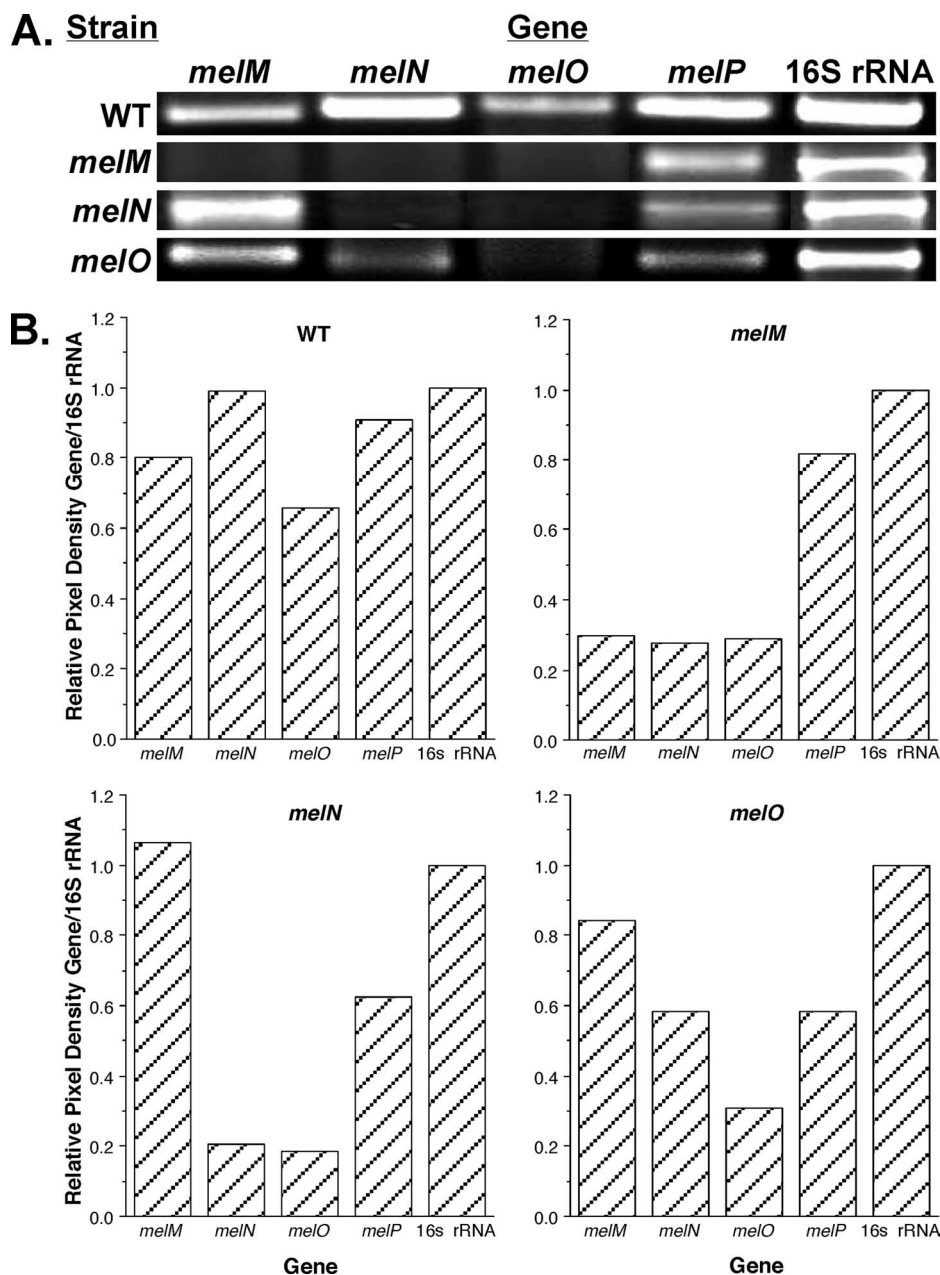 A. Strain Gene
melM melN melO melP 16S rRNA
WT
melM
melN
melO
B.
WT
Relative Pixel Density Gene/16S rRNA
1.2
1.0
0.8
0.6
0.4
0.2
0.0
melM melN melO melP 16s rRNA
melM
1.2
1.0
0.8
0.6
0.4
0.2
0.0
melM melN melO melP 16s rRNA
melN
Relative Pixel Density Gene/16S rRNA
1.2
1.0
0.8
0.6
0.4
0.2
0.0
melM melN melO melP 16s rRNA
Gene
melO
1.2
1.0
0.8
0.6
0.4
0.2
0.0
melM melN melO melP 16s rRNA
Gene